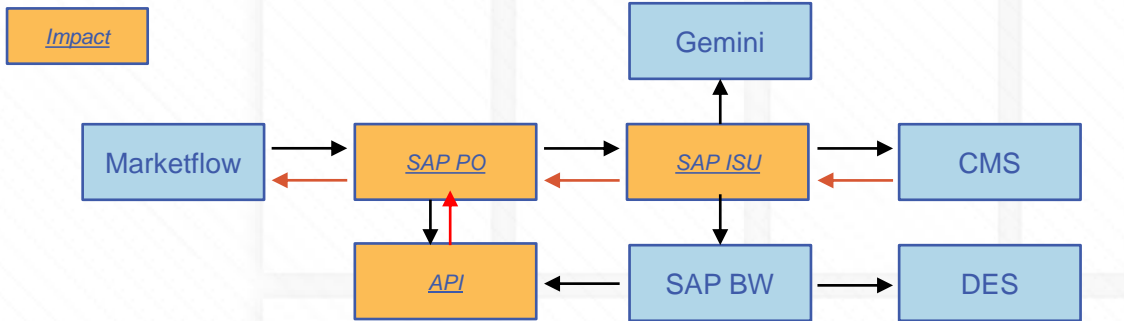 Impact
Gemini
Marketflow
SAP PO
SAP ISU
CMS
API
SAP BW
DES